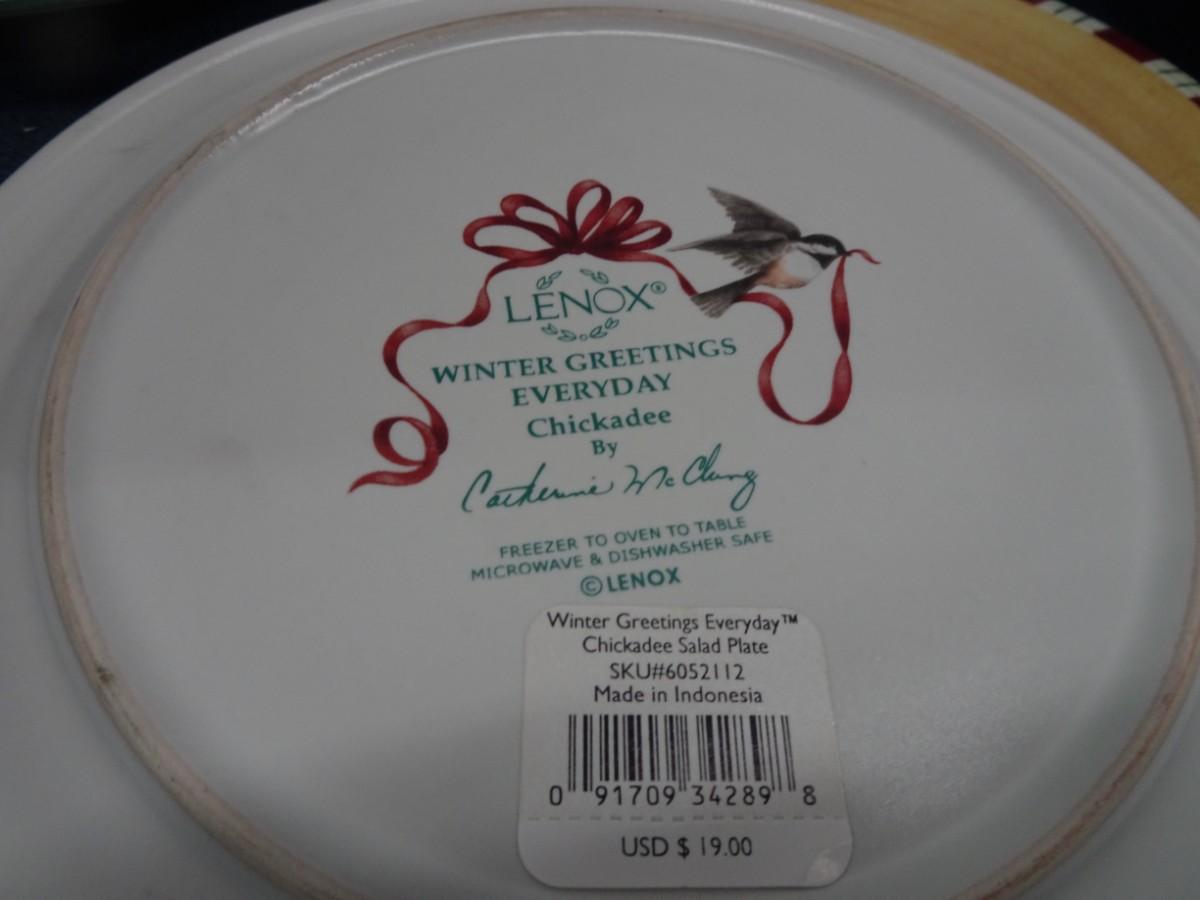 LENOX®
WINTER GREETINGS
EVERYDAY
Chickadee
By
Catherine McClung
FREEZER TO OVEN TO TABLE
MICROWAVE & DISHWASHER SAFE
©LENOX
Winter Greetings Everyday™
Chickadee Salad Plate
SKU#6052112
Made in Indonesia
0 91709 34289 8
USD $ 19.00